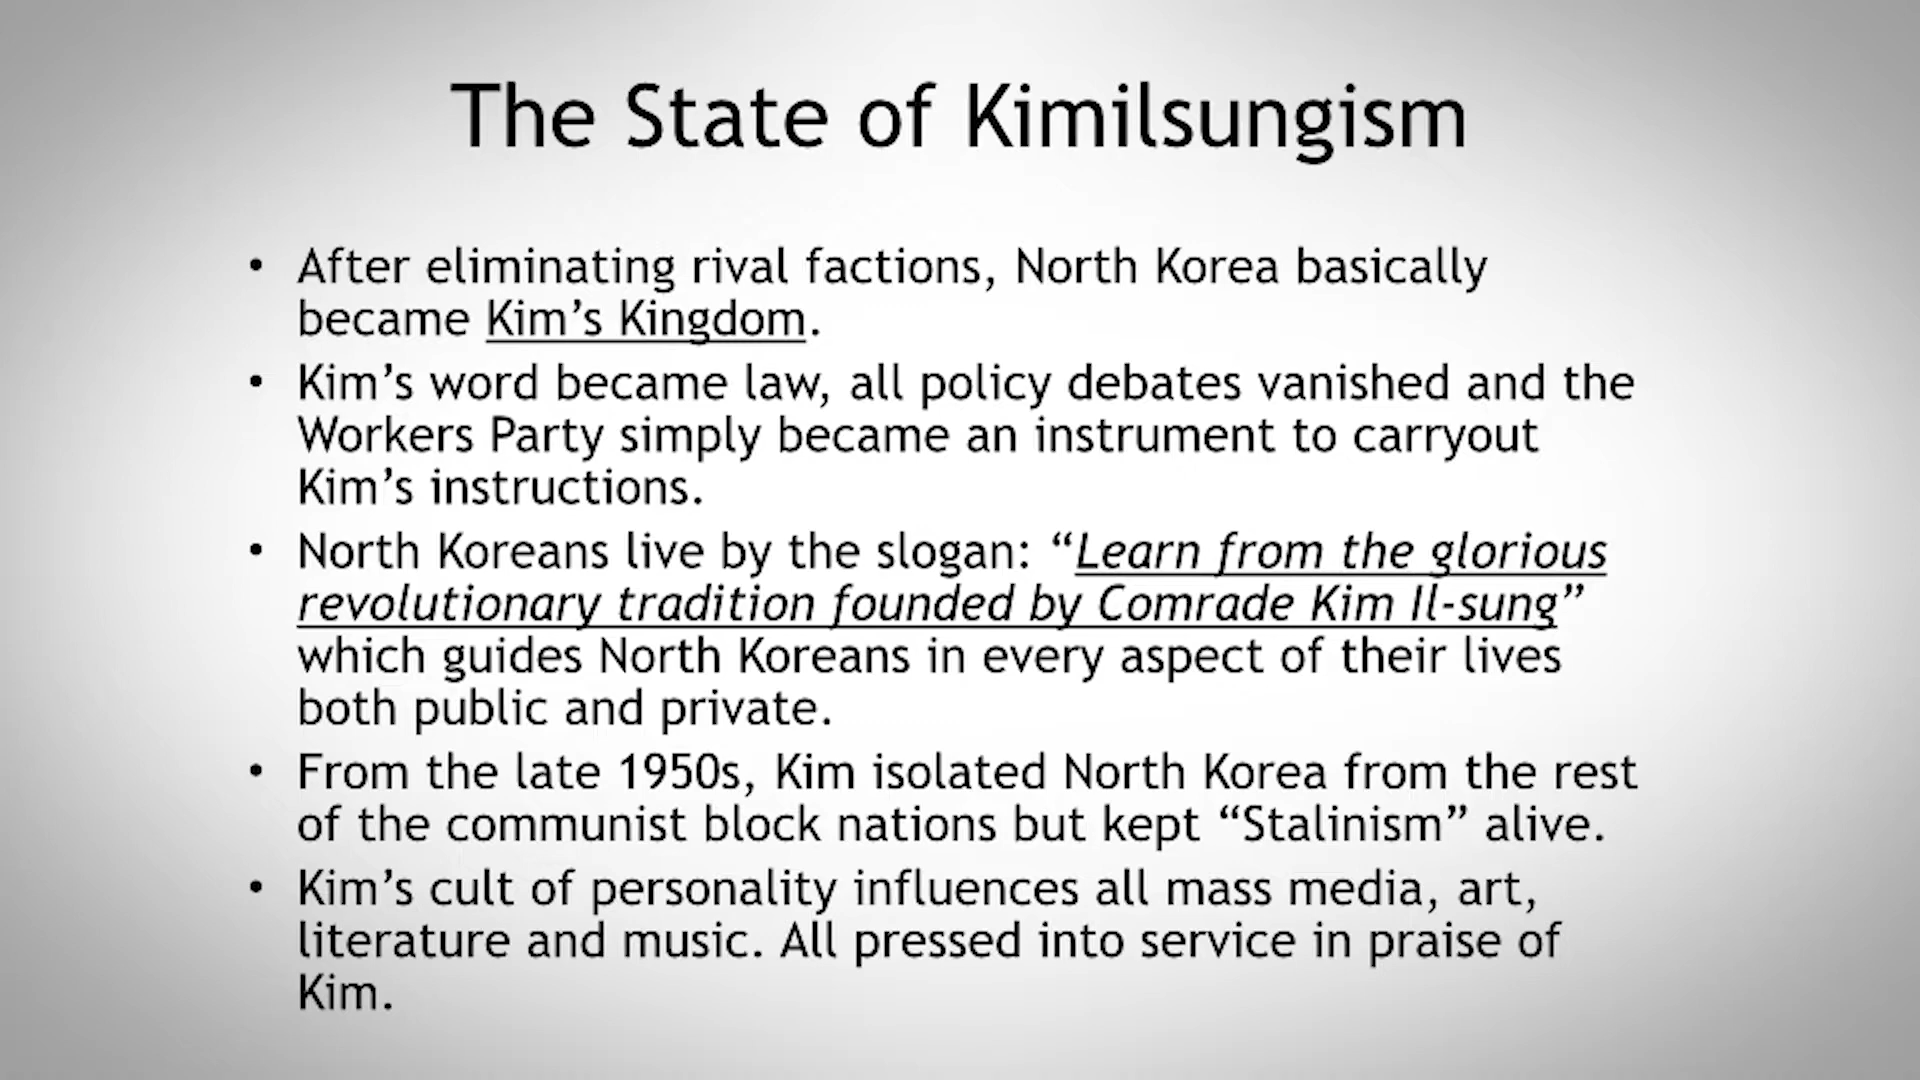 The State of Kimilsungism
• After eliminating rival factions, North Korea basically
became Kim’s Kingdom.
• Kim’s word became law, all policy debates vanished and the
Workers Party simply became an instrument to carryout
Kim’s instructions.
• North Koreans live by the slogan: “Learn from the glorious
revolutionary tradition founded by Comrade Kim Il-sung”
which guides North Koreans in every aspect of their lives
both public and private.
• From the late 1950s, Kim isolated North Korea from the rest
of the communist block nations but kept “Stalinism” alive.
• Kim’s cult of personality influences all mass media, art,
literature and music. All pressed into service in praise of
Kim.